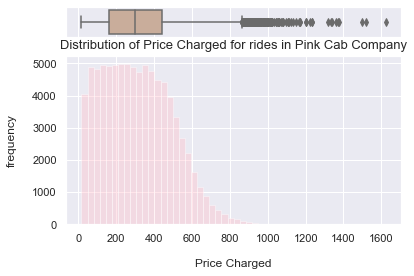 Distribution of Price Charged for rides in Pink Cab Company
5000
4000
3000
2000
1000
0
frequency
0 200 400 600 800 1000 1200 1400 1600
Price Charged